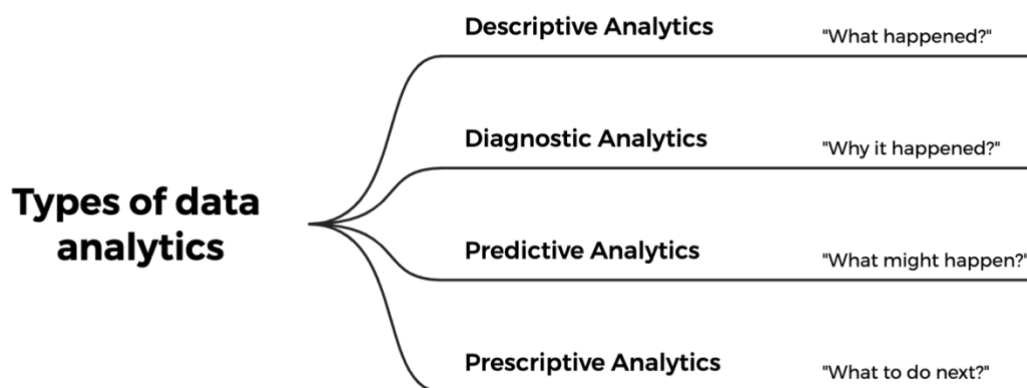 Descriptive Analytics "What happened?"
Diagnostic Analytics "Why it happened?"
Types of data
analytics
Predictive Analytics "What might happen?"
Prescriptive Analytics "What to do next?"